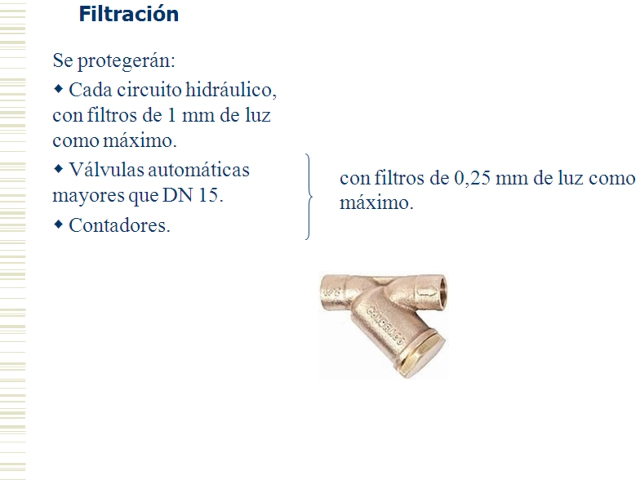 Filtración
Se protegerán:
◆ Cada circuito hidráulico,
con filtros de 1 mm de luz
como máximo.
◆ Válvulas automáticas
mayores que DN 15.
◆ Contadores.
con filtros de 0,25 mm de luz como
máximo.